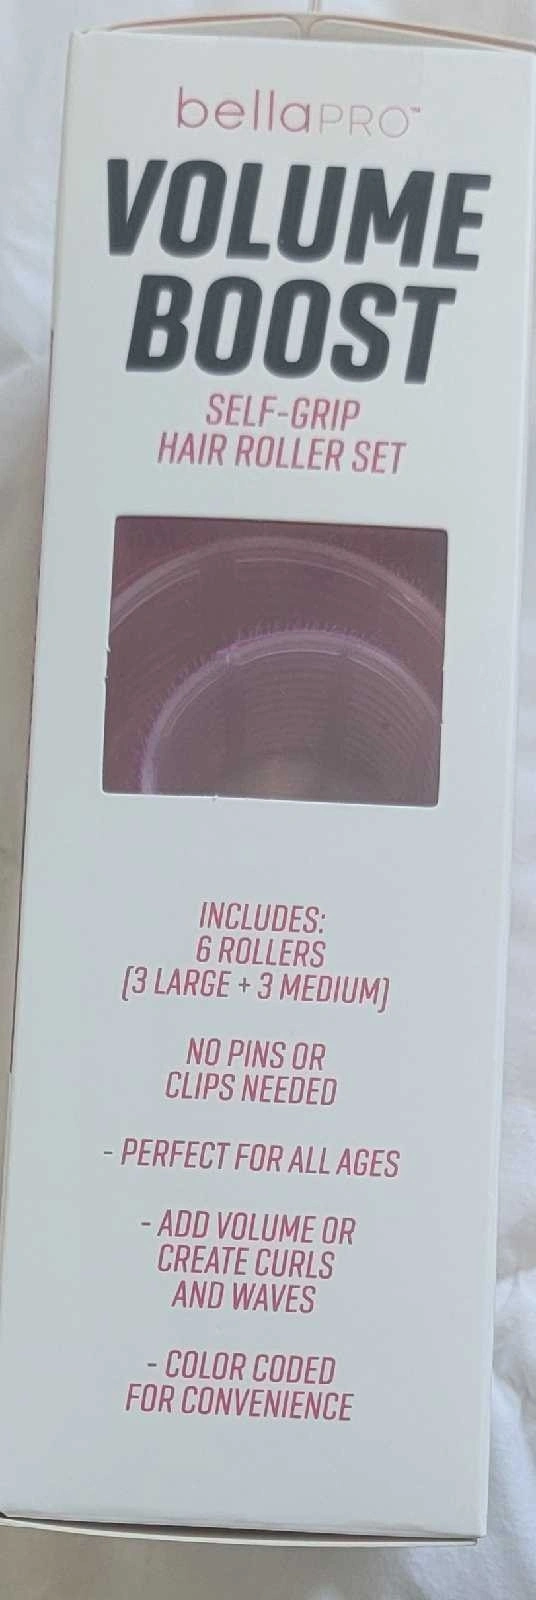 bellaPRO™
VOLUME
BOOST
SELF-GRIP
HAIR ROLLER SET
INCLUDES:
6 ROLLERS
(3 LARGE + 3 MEDIUM)
NO PINS OR
CLIPS NEEDED
- PERFECT FOR ALL AGES
- ADD VOLUME OR
CREATE CURLS
AND WAVES
- COLOR CODED
FOR CONVENIENCE